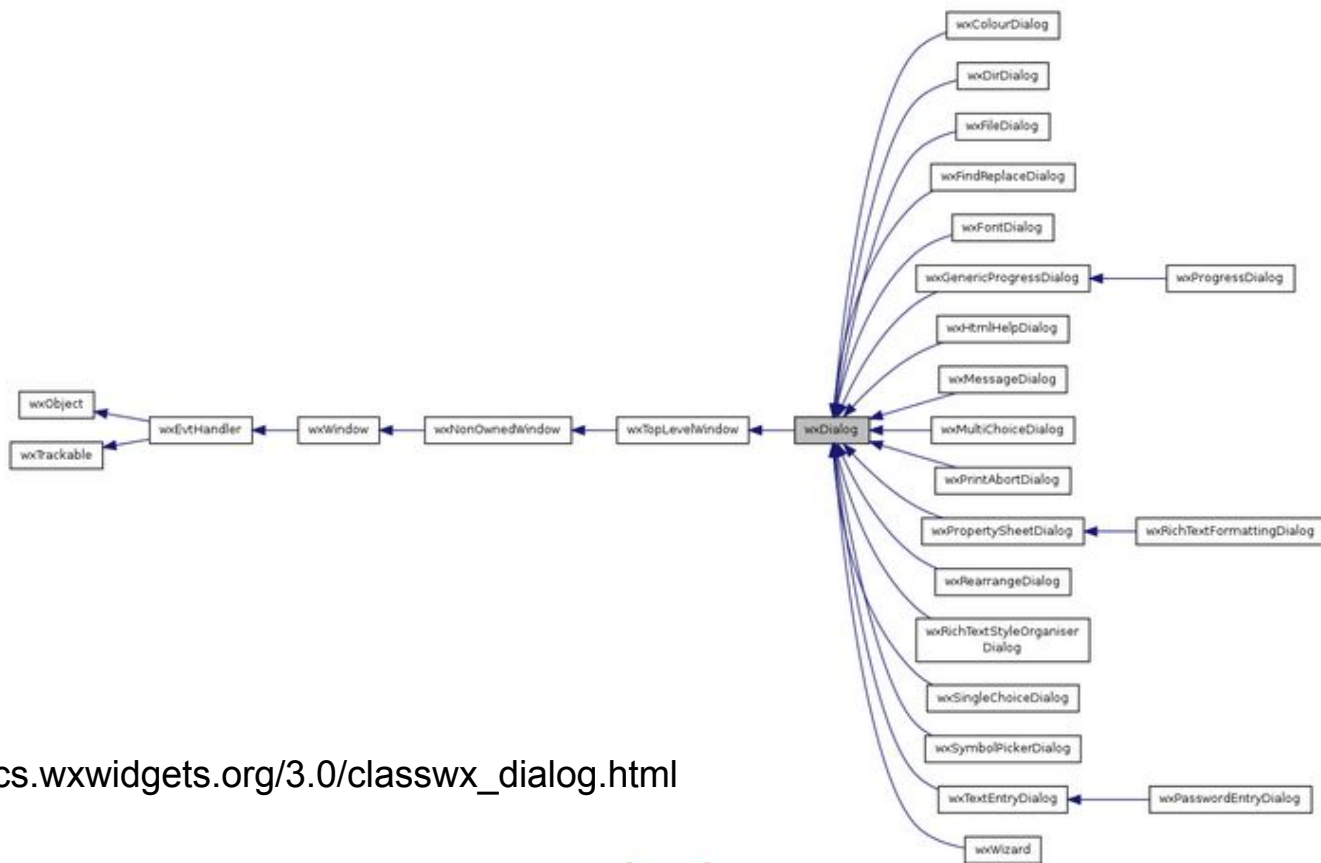 wxColourDialog
wxDirDialog
wxFileDialog
wxFindReplaceDialog
wxFontDialog
wxGenericProgressDialog
wxProgressDialog
wxHtmlHelpDialog
wxMessageDialog
wxObject
wxEvtHandler
wxWindow
wxNonOwnedWindow
wxTopLevelWindow
wxDialog
wxMultiChoiceDialog
wxTrackable
wxPrintAbortDialog
wxPropertySheetDialog
wxRichTextFormattingDialog
wxRearrangeDialog
wxRichTextStyleOrganiser
Dialog
wxSingleChoiceDialog
wxSymbolPickerDialog
cs.wxwidgets.org/3.0/classwx_dialog.html
wxTextEntryDialog
wxPasswordEntryDialog
wxWizard